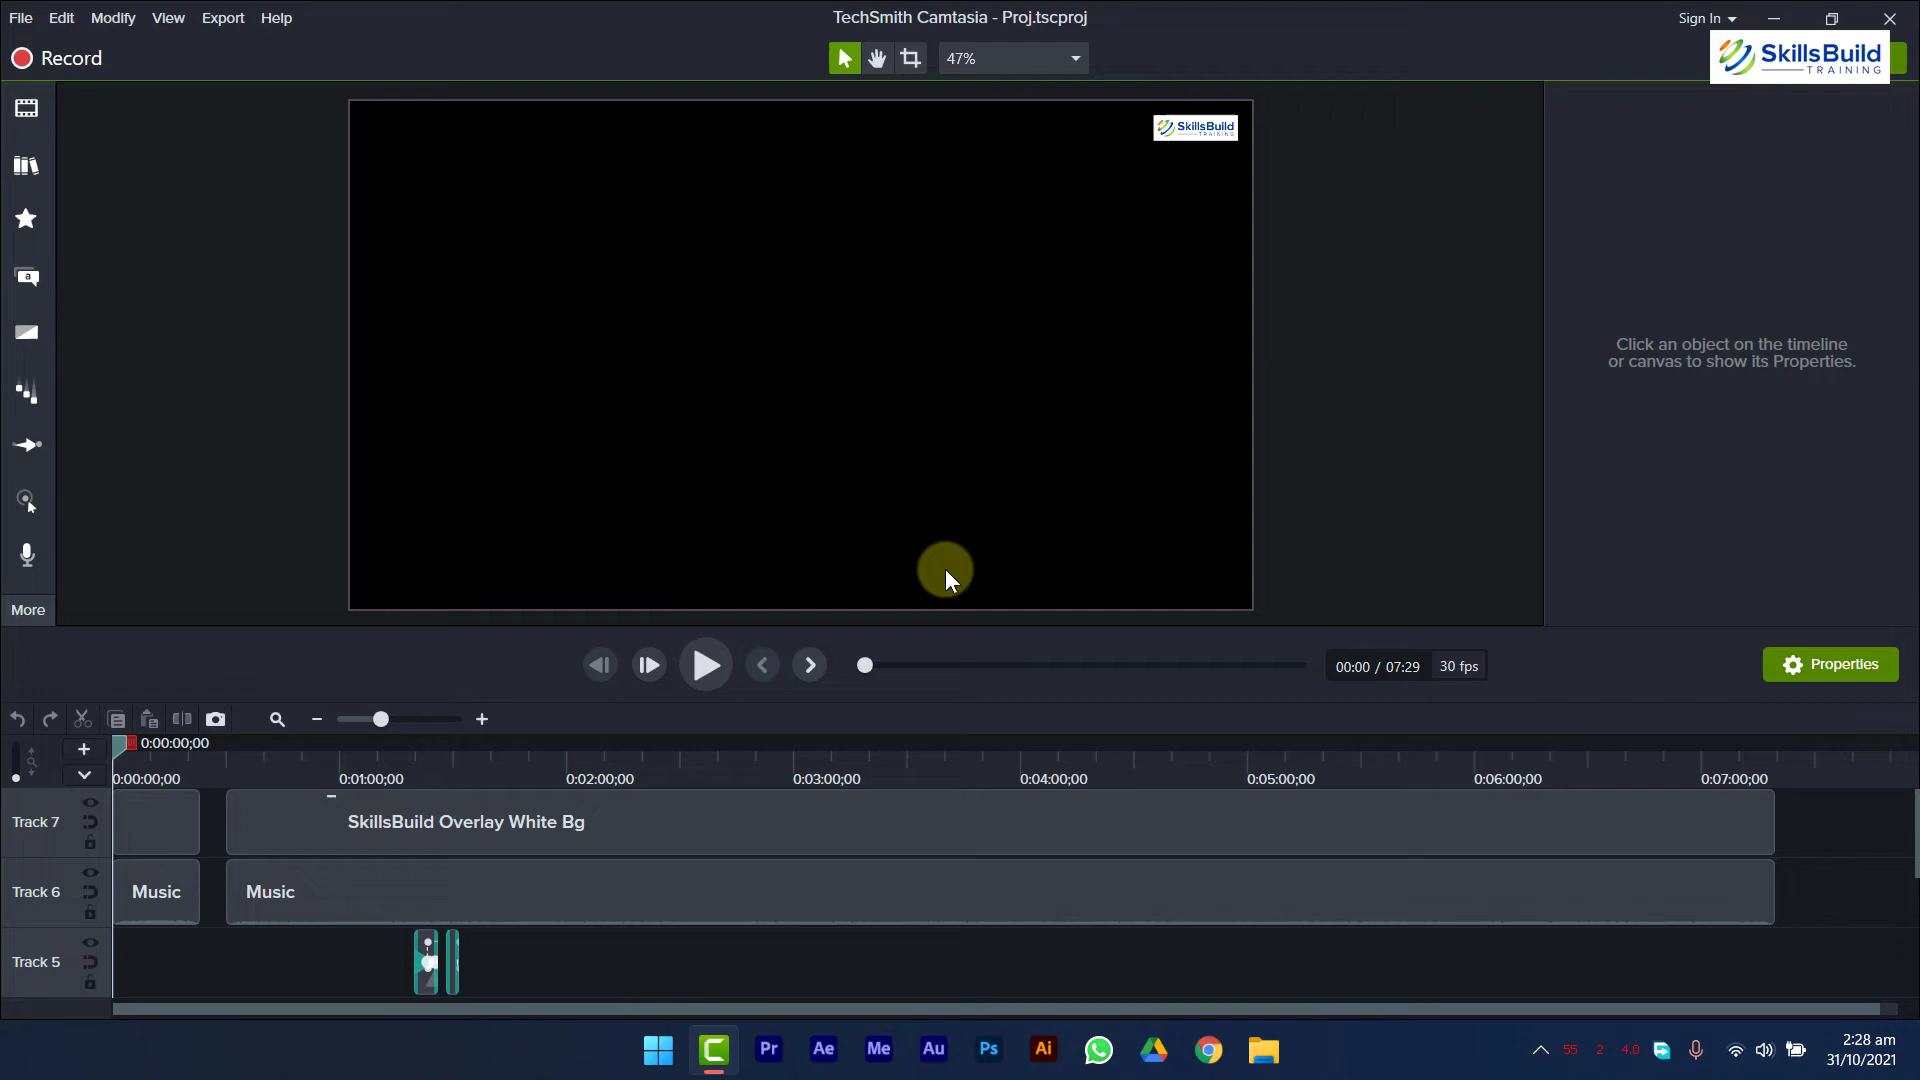 File Edit Modify View Export Help
TechSmith Camtasia - Proj.tscproj
Sign In
Record
47%
SkillsBuild
TRAINING
SkillsBuild
TRAINING
a
Click an object on the timeline
or canvas to show its Properties.
More
00:00 / 07:29 30 fps
Properties
0:00:00;00
0:00:00;00 0:01:00;00 0:02:00;00 0:03:00;00 0:04:00;00 0:05:00;00 0:06:00;00 0:07:00;00
Track 7 SkillsBuild Overlay White Bg
Track 6 Music Music
Track 5
Pr Ae Me Au Ps Ai
55 2 4.0
2:28 am
31/10/2021